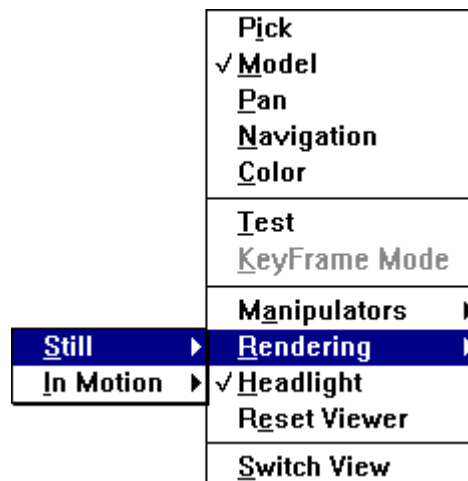 Pick
Model
Pan
Navigation
Color
Test
KeyFrame Mode
Manipulators
Rendering
Still
In Motion
Headlight
Reset Viewer
Switch View